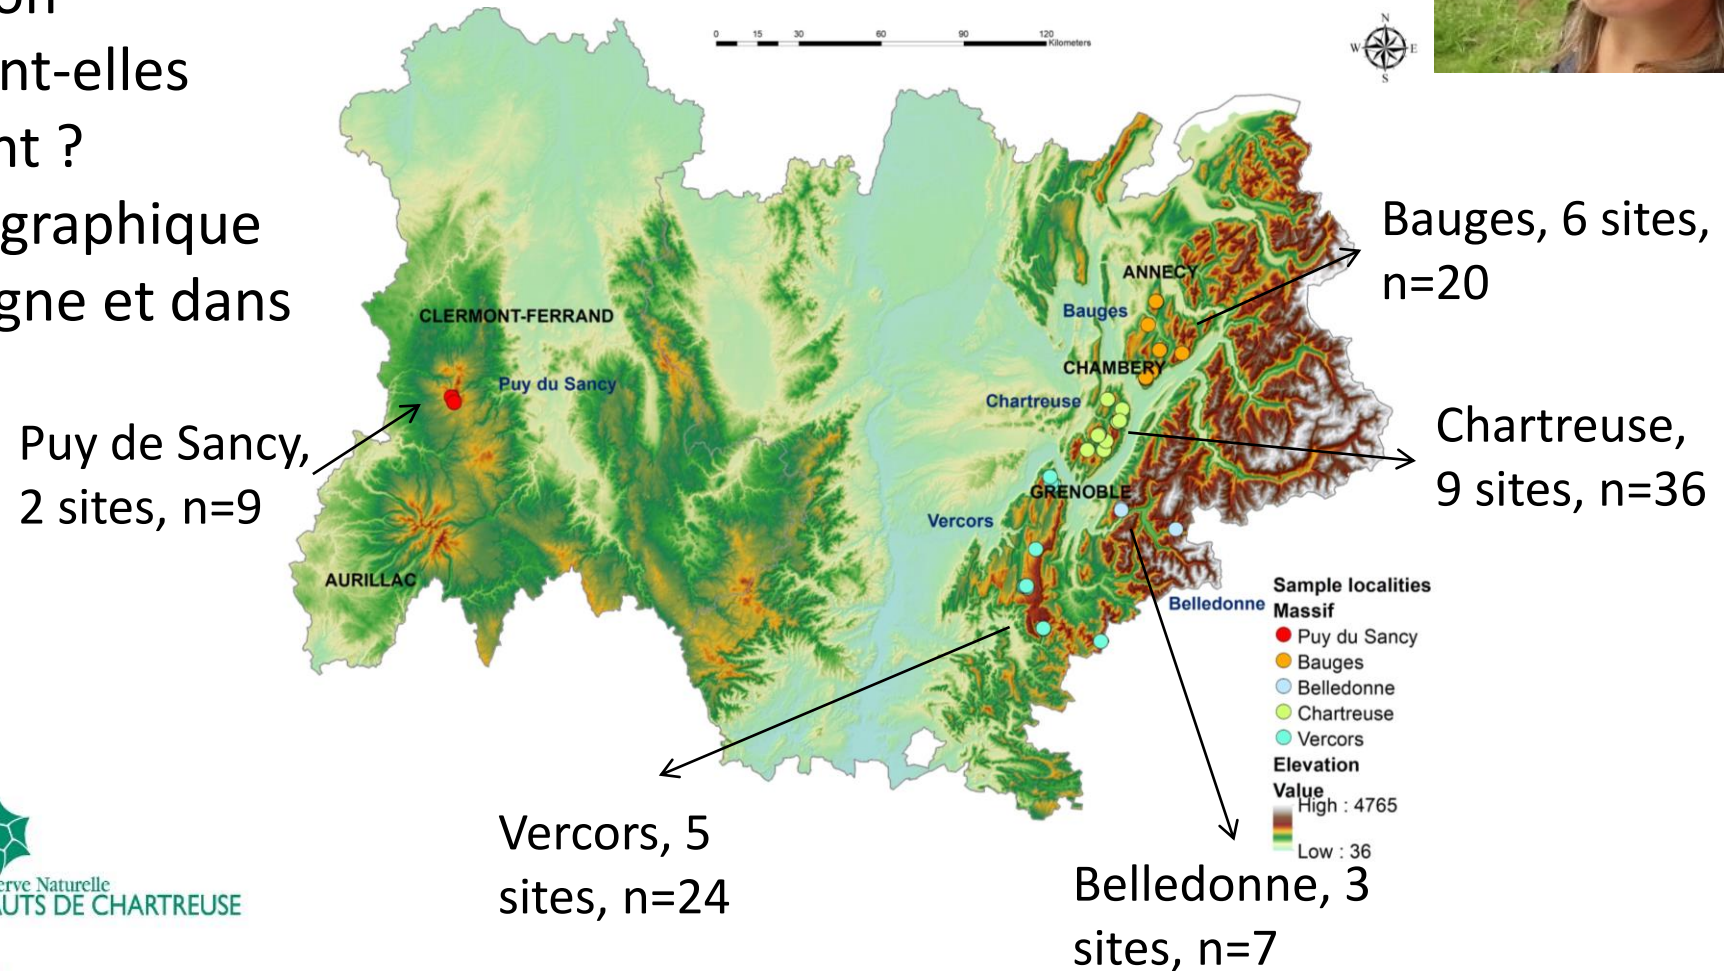 nt-elles
nt ?
graphique
gne et dans
0 15 30 60 90 120
Kilometers
N
W E
S
ANNECY
Bauges
CHAMBERY
Chartreuse
GRENOBLE
Vercors
Belledonne
CLERMONT-FERRAND
Puy du Sancy
AURILLAC
Bauges, 6 sites,
n=20
Puy de Sancy,
2 sites, n=9
Chartreuse,
9 sites, n=36
Sample localities
Massif
Puy du Sancy
Bauges
Belledonne
Chartreuse
Vercors
Elevation
Value
High : 4765
Low : 36
Vercors, 5
sites, n=24
Belledonne, 3
sites, n=7
erve Naturelle
AUTS DE CHARTREUSE